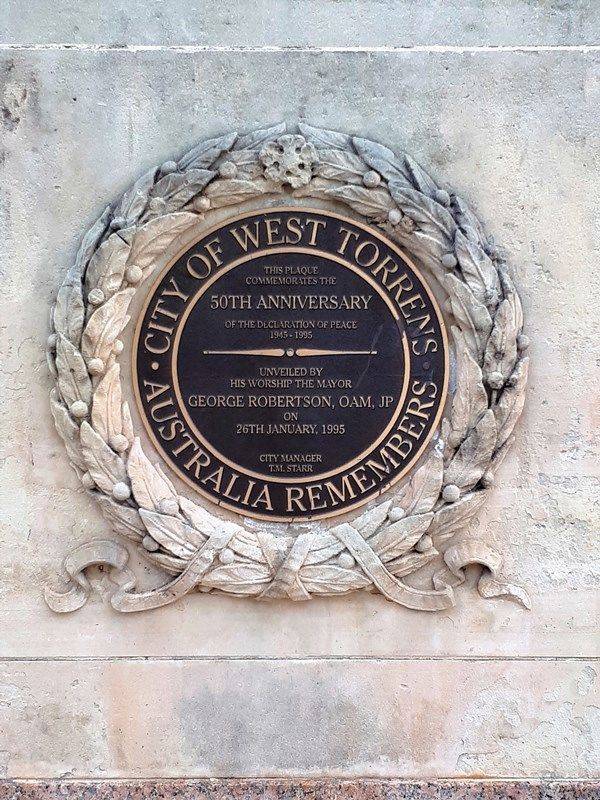 CITY OF WEST TORRENS
THIS PLAQUE
COMMEMORATES THE
50TH ANNIVERSARY
OF THE DECLARATION OF PEACE
1945 - 1995
UNVEILED BY
HIS WORSHIP THE MAYOR
GEORGE ROBERTSON, OAM, JP
ON
26TH JANUARY, 1995
CITY MANAGER
T.M. STARR
AUSTRALIA REMEMBERS